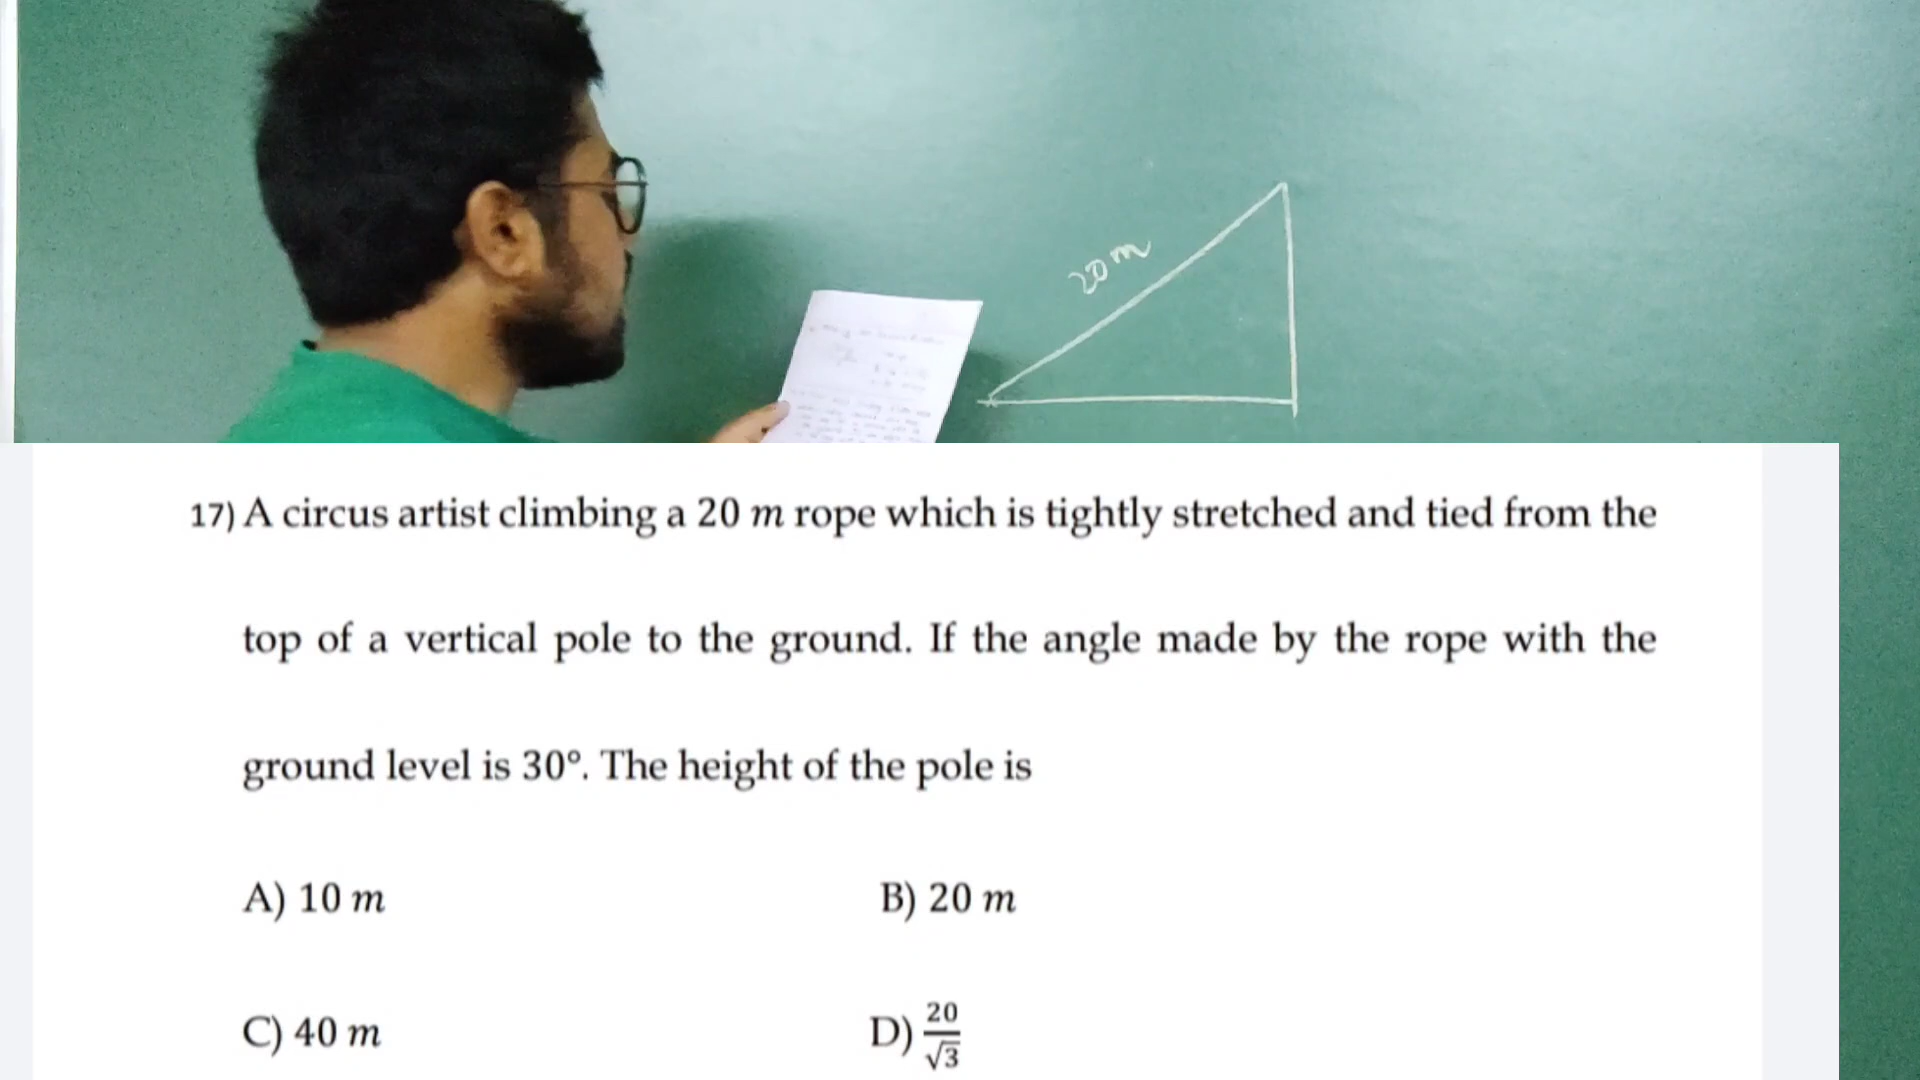 20 m
17) A circus artist climbing a 20 m rope which is tightly stretched and tied from the
top of a vertical pole to the ground. If the angle made by the rope with the
ground level is 30°. The height of the pole is
A) 10 m
B) 20 m
C) 40 m
D) 20/√3